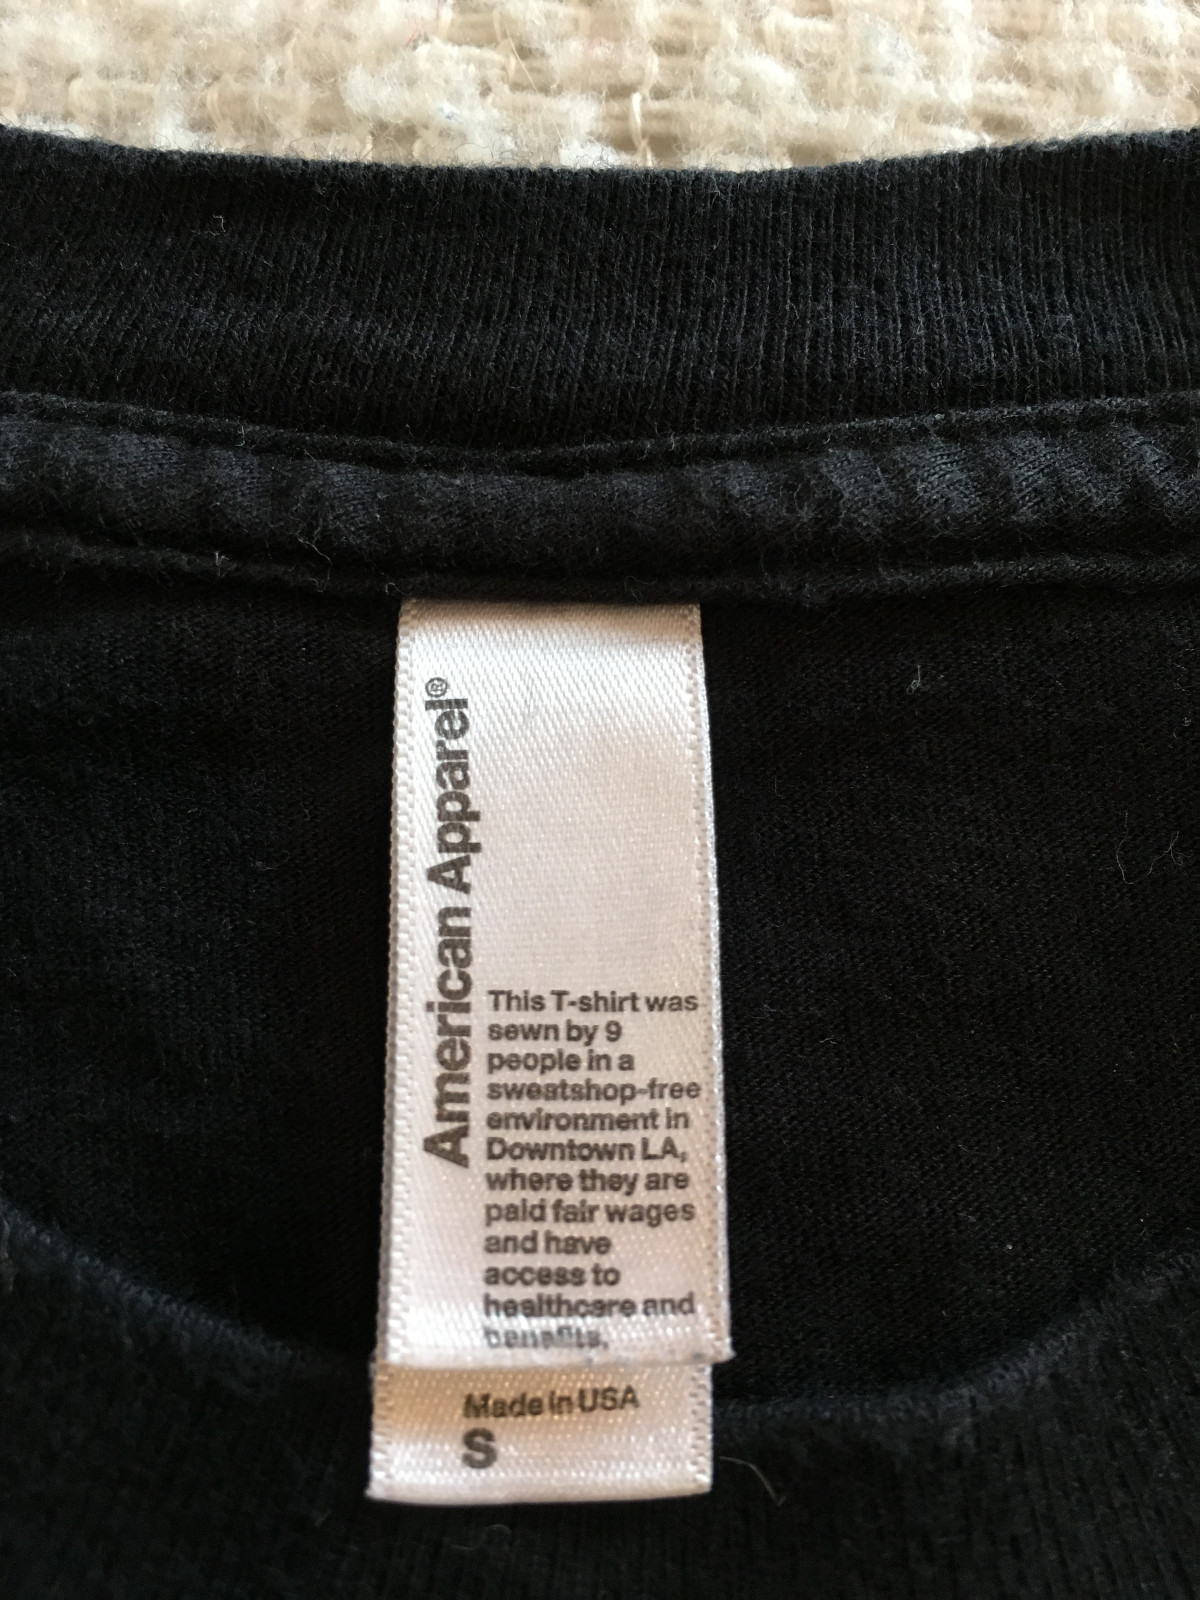 American Apparel®
This T-shirt was
sewn by 9
people in a
sweatshop-free
environment in
Downtown LA,
where they are
paid fair wages
and have
access to
healthcare and
benefits.
Made in USA
S